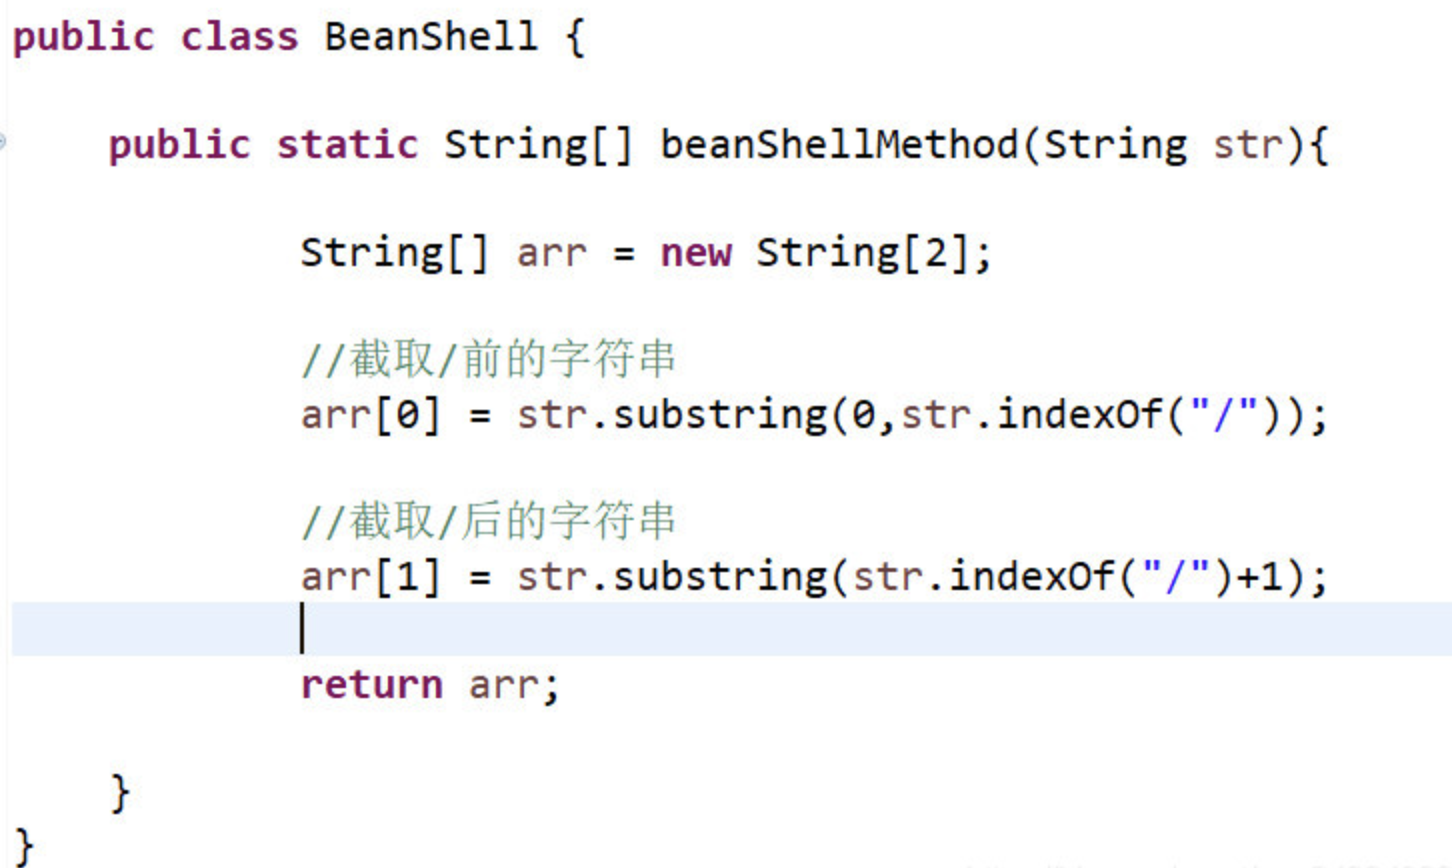 public class BeanShell {
public static String[] beanShellMethod(String str){
String[] arr = new String[2];
//截取/前的字符串
arr[0] = str.substring(0,str.indexOf("/"));
//截取/后的字符串
arr[1] = str.substring(str.indexOf("/")+1);
return arr;
}
}